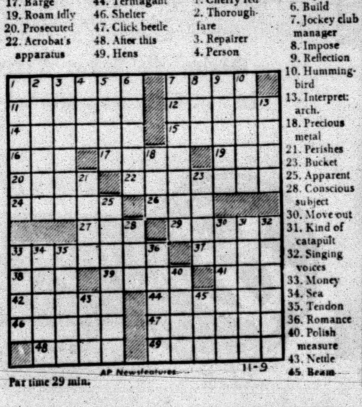 17. Barge
19. Roam idly
20. Prosecuted
22. Acrobat's
apparatus
44. Termagant
46. Shelter
47. Click beetle
48. After this
49. Hens
2. Thorough-
fare
3. Repairer
4. Person
6. Build
7. Jockey club
manager
8. Impose
9. Reflection
10. Humming-
bird
13. Interpret:
arch.
18. Precious
metal
21. Perishes
23. Bucket
25. Apparent
28. Conscious
subject
30. Move out
31. Kind of
catapult
32. Singing
voices
33. Money
34. Sea
35. Tendon
36. Romance
40. Polish
measure
43. Nettle
45. Beam
1 2 3 4 5 6 7 8 9 10
11 12 13
14 15
16 17 18 19
20 21 22 23
24 25 26
27 28 29 30 31 32
33 34 35 36 37
38 39 40 41
42 43 44 45
46 47
48 49
Par time 29 min.
AP Newsfeatures
11-9